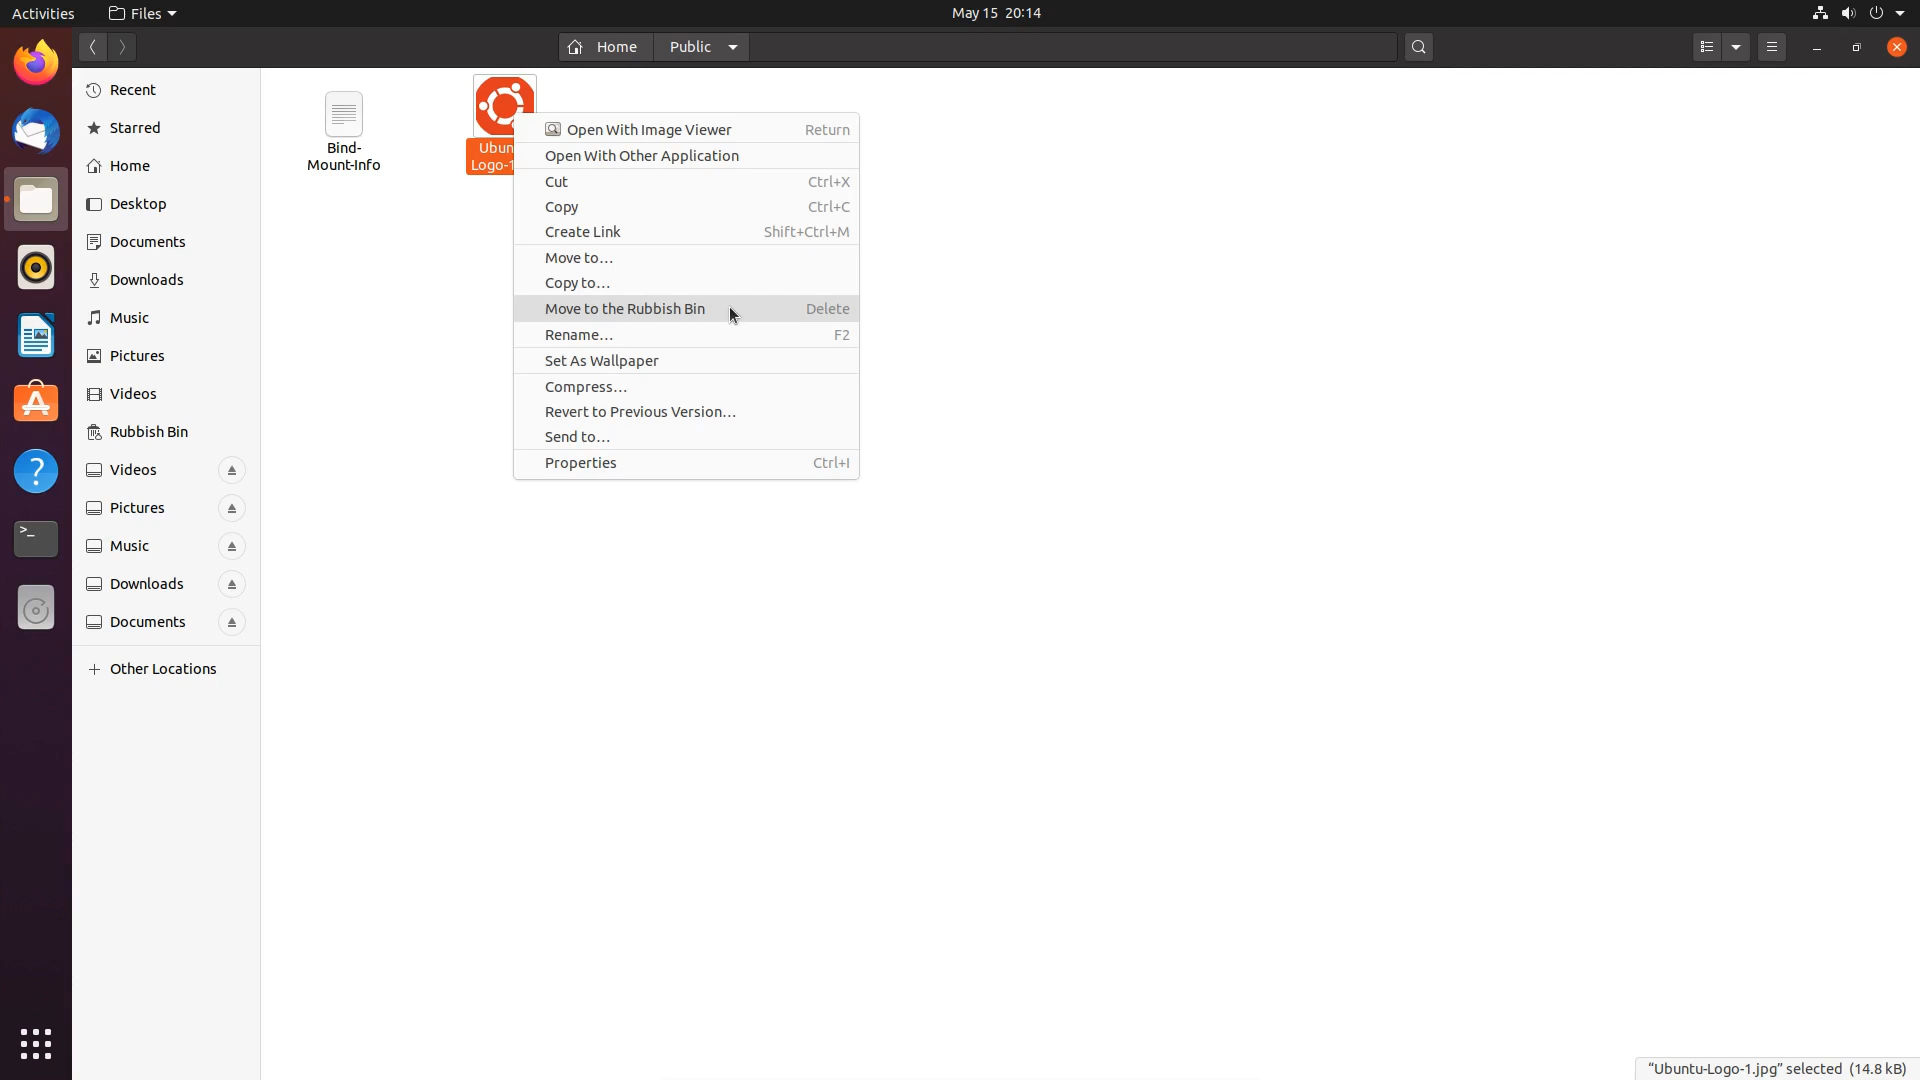 Activities
Files
May 15 20:14
Home
Public
Recent
Starred
Home
Desktop
Documents
Downloads
Music
Pictures
Videos
Rubbish Bin
Videos
Pictures
Music
Downloads
Documents
Other Locations
Bind-
Mount-Info
Ubun
Logo-1
Open With Image Viewer Return
Open With Other Application
Cut Ctrl+X
Copy Ctrl+C
Create Link Shift+Ctrl+M
Move to…
Copy to…
Move to the Rubbish Bin Delete
Rename… F2
Set As Wallpaper
Compress…
Revert to Previous Version…
Send to…
Properties Ctrl+I
“Ubuntu-Logo-1.jpg” selected (14.8 kB)